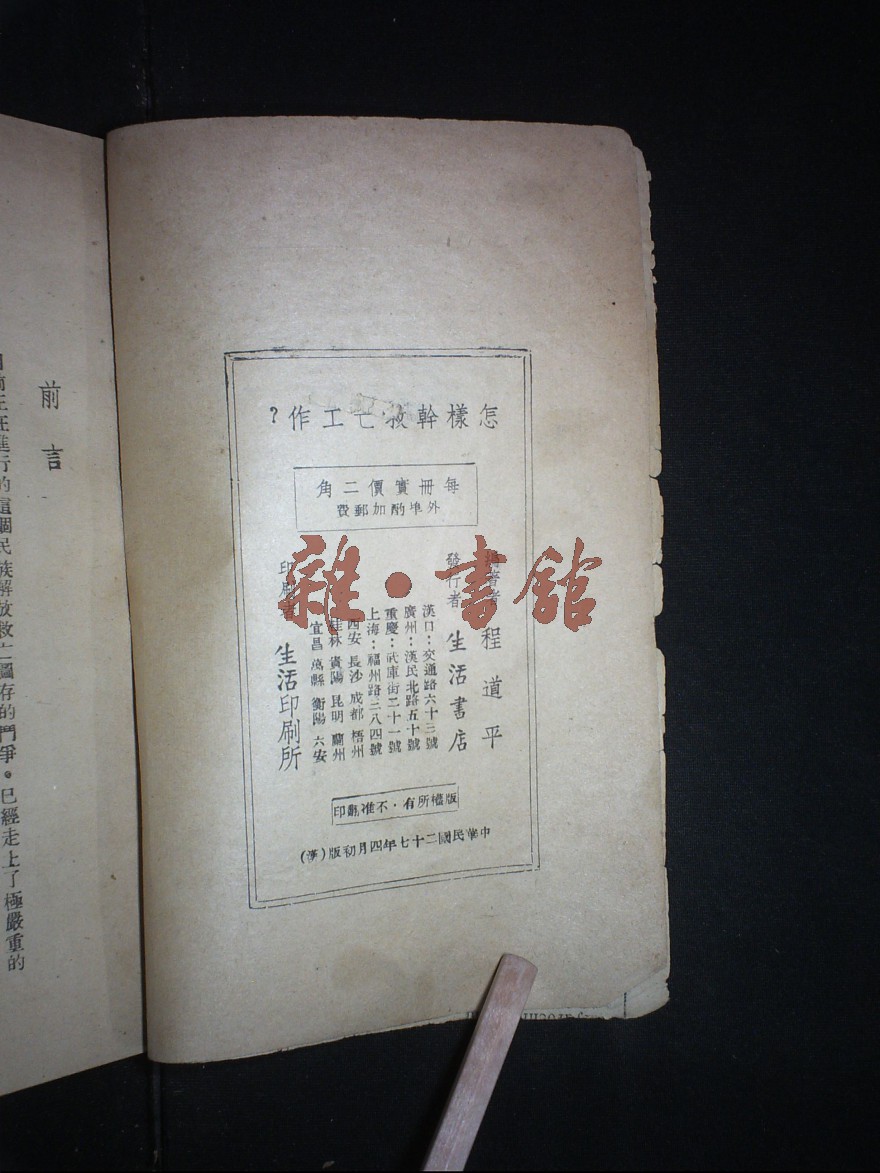 怎樣幹救亡工作？
每冊實價二角
外埠酌加郵費
編著者 程道平
發行者 生活書店
漢口：交通路六十三號
廣州：漢民北路五十號
重慶：武庫街二十一號
上海：福州路三八四號
西安 長沙 成都 梧州
桂林 貴陽 昆明 蘭州
宜昌 萬縣 衡陽 六安
印刷者 生活印刷所
版權所有・不准翻印
中華民國二十七年四月初版（漢）
雜・書館
前言
正在進行的這個民族解放救亡圖存的鬥爭。已經走上了極嚴重的